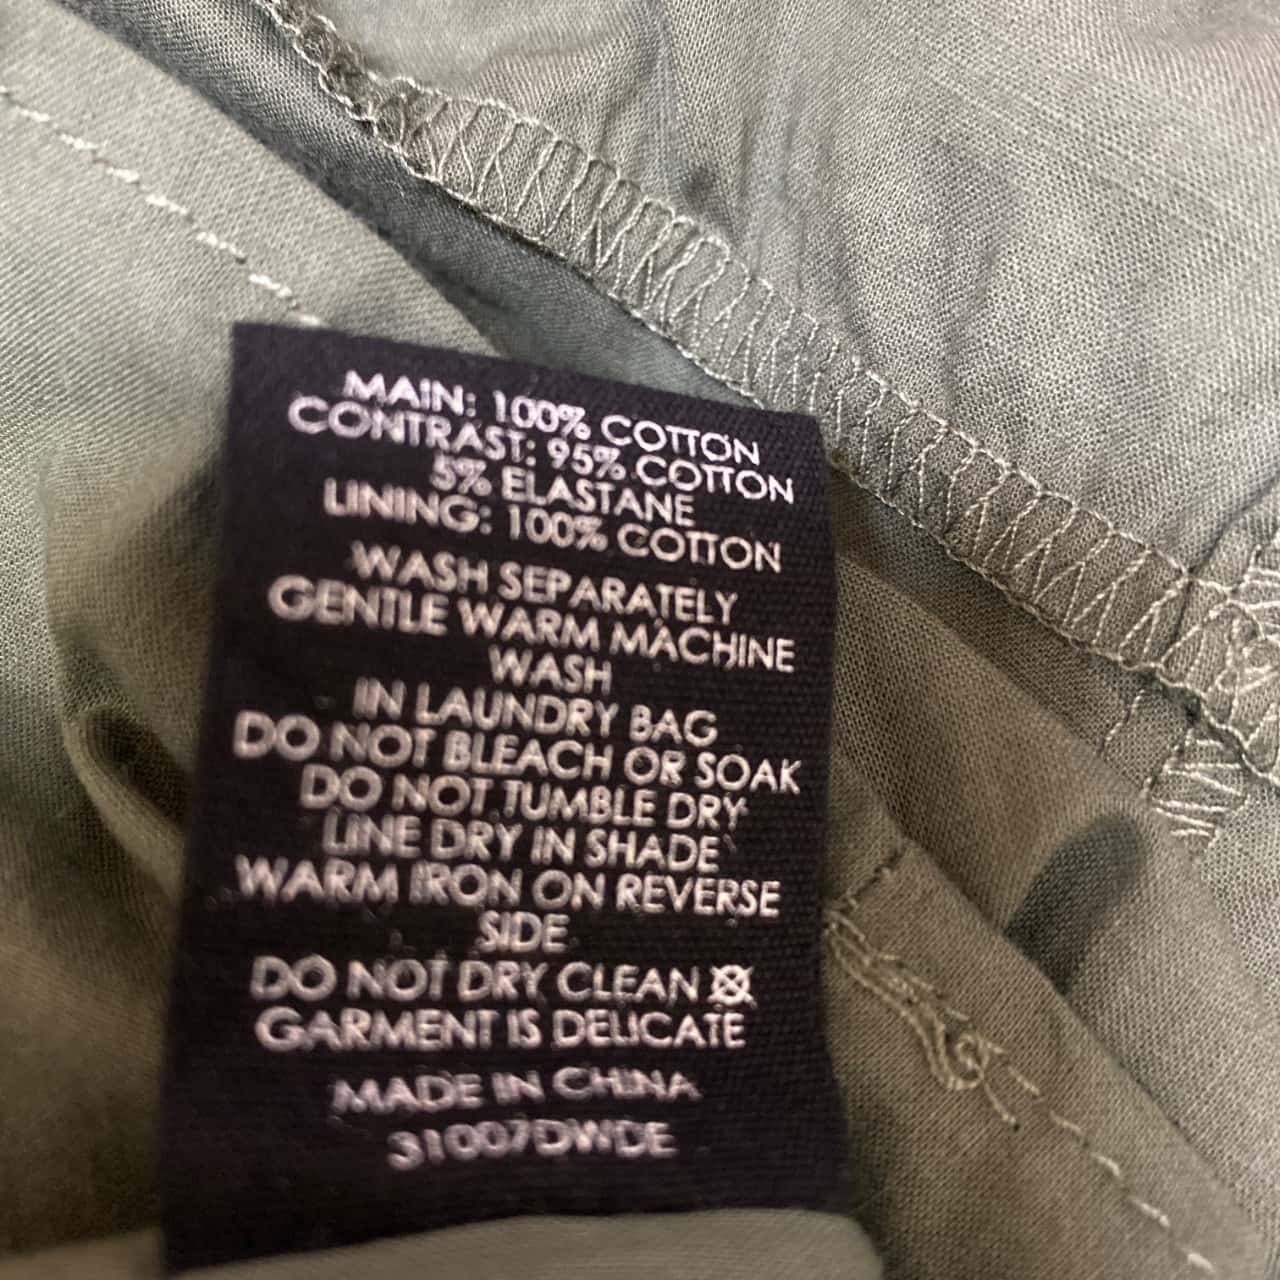 MAIN: 100% COTTON
CONTRAST: 95% COTTON
5% ELASTANE
LINING: 100% COTTON
WASH SEPARATELY
GENTLE WARM MACHINE
WASH
IN LAUNDRY BAG
DO NOT BLEACH OR SOAK
DO NOT TUMBLE DRY
LINE DRY IN SHADE
WARM IRON ON REVERSE
SIDE
DO NOT DRY CLEAN
GARMENT IS DELICATE
MADE IN CHINA
31007DWDE